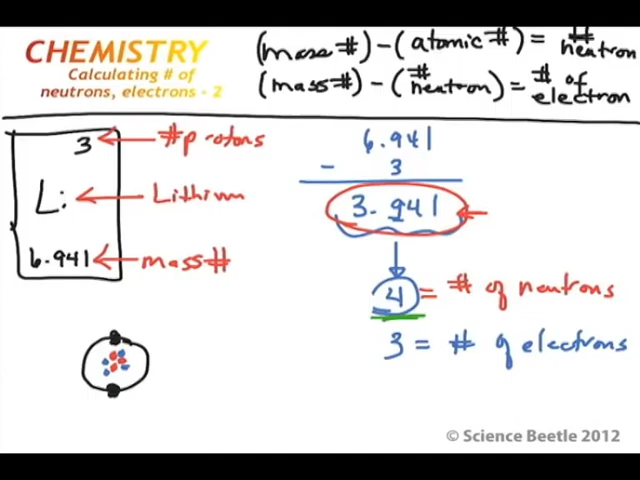 CHEMISTRY
Calculating # of
neutrons, electrons - 2
(mass #) - (atomic #) = # neutron
(mass #) - (# neutron) = # of electron
3
#protons
Li
Lithium
6.941
mass#
6.941
- 3
3.941
4 = # of neutrons
3 = # of electrons
© Science Beetle 2012